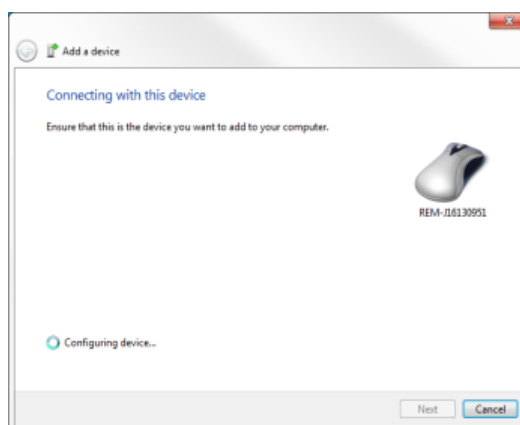 Add a device
Connecting with this device
Ensure that this is the device you want to add to your computer.
REM-J16130951
Configuring device...
Next
Cancel